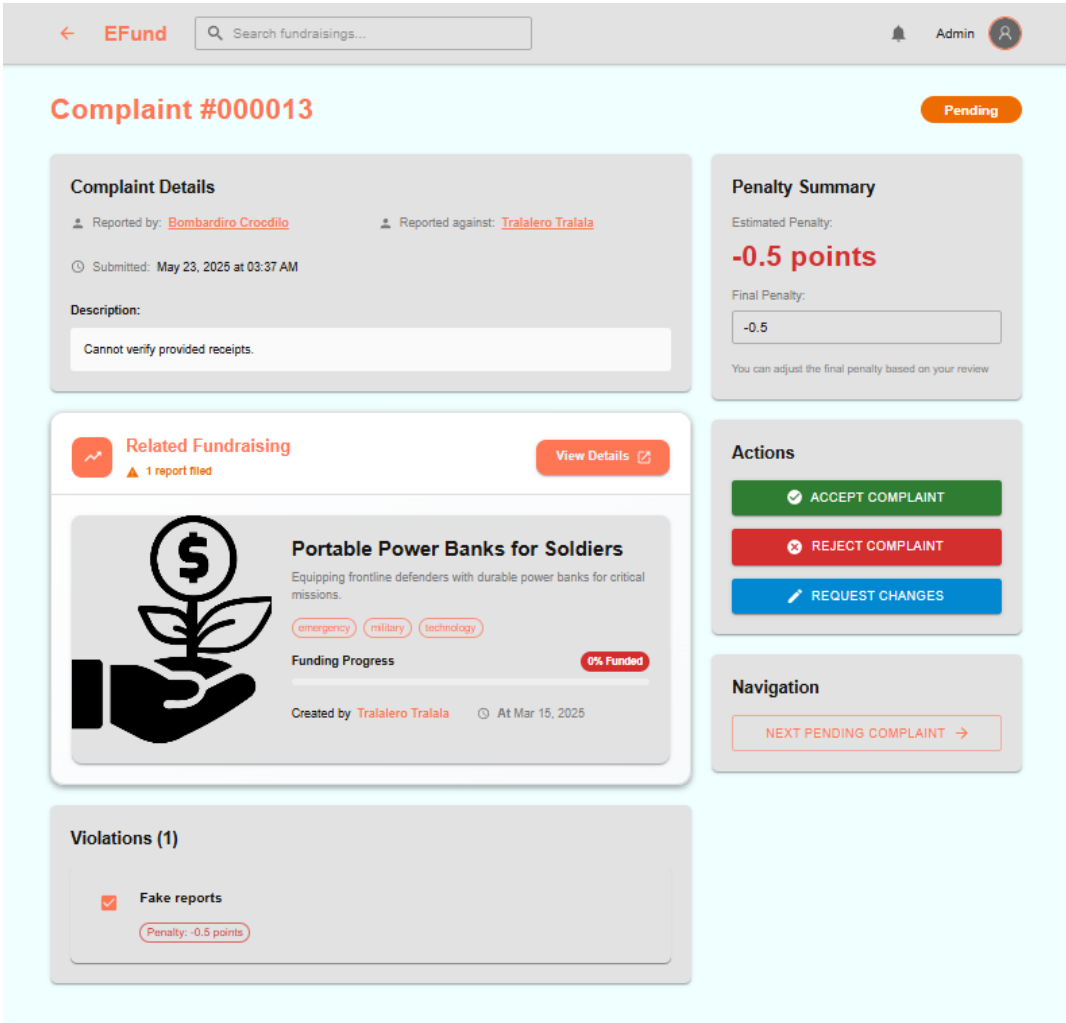 EFund
Search fundraisings...
Admin
Complaint #000013
Pending
Complaint Details
Reported by: Bombardiro Crocdilo
Reported against: Tralalero Tralala
Submitted: May 23, 2025 at 03:37 AM
Description:
Cannot verify provided receipts.
Related Fundraising
1 report filed
View Details
$
Portable Power Banks for Soldiers
Equipping frontline defenders with durable power banks for critical
missions.
emergency
military
technology
Funding Progress
0% Funded
Created by Tralalero Tralala
At Mar 15, 2025
Violations (1)
Fake reports
Penalty: -0.5 points
Penalty Summary
Estimated Penalty:
-0.5 points
Final Penalty:
-0.5
You can adjust the final penalty based on your review
Actions
ACCEPT COMPLAINT
REJECT COMPLAINT
REQUEST CHANGES
Navigation
NEXT PENDING COMPLAINT